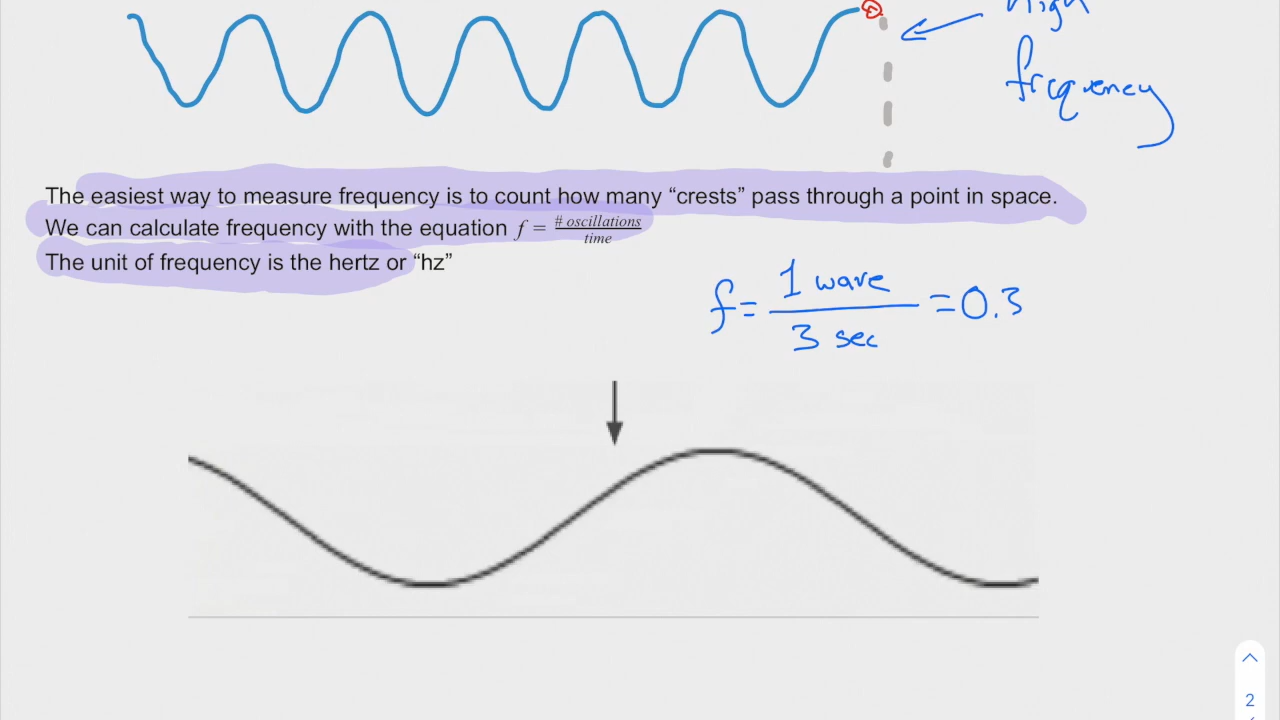 high
frequency
The easiest way to measure frequency is to count how many “crests” pass through a point in space.
We can calculate frequency with the equation f = # oscillations / time
The unit of frequency is the hertz or “hz”
f = 1 wave / 3 sec = 0.3
2